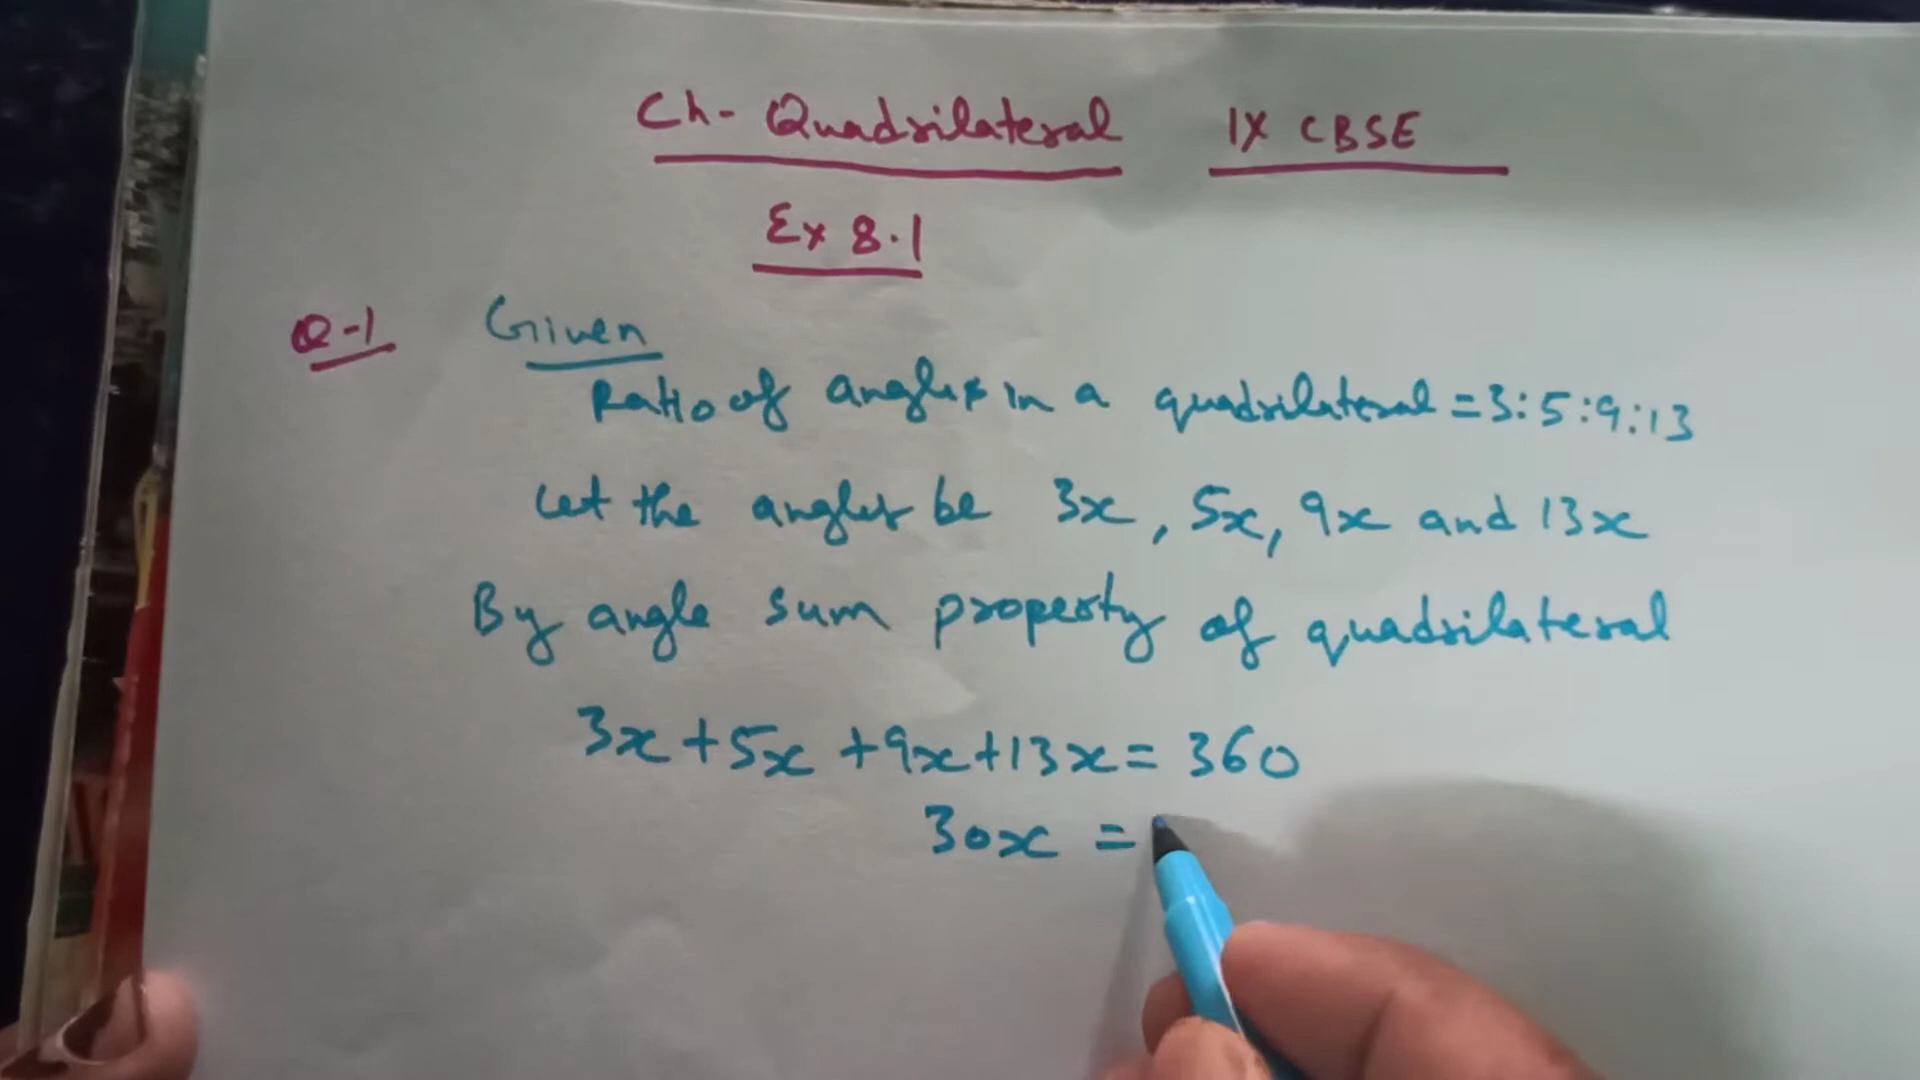 Ch- Quadrilateral IX CBSE
Ex 8.1
Q-1 Given
Ratio of angles in a quadrilateral = 3:5:9:13
Let the angles be 3x, 5x, 9x and 13x
By angle sum property of quadrilateral
3x+5x+9x+13x= 360
30x =